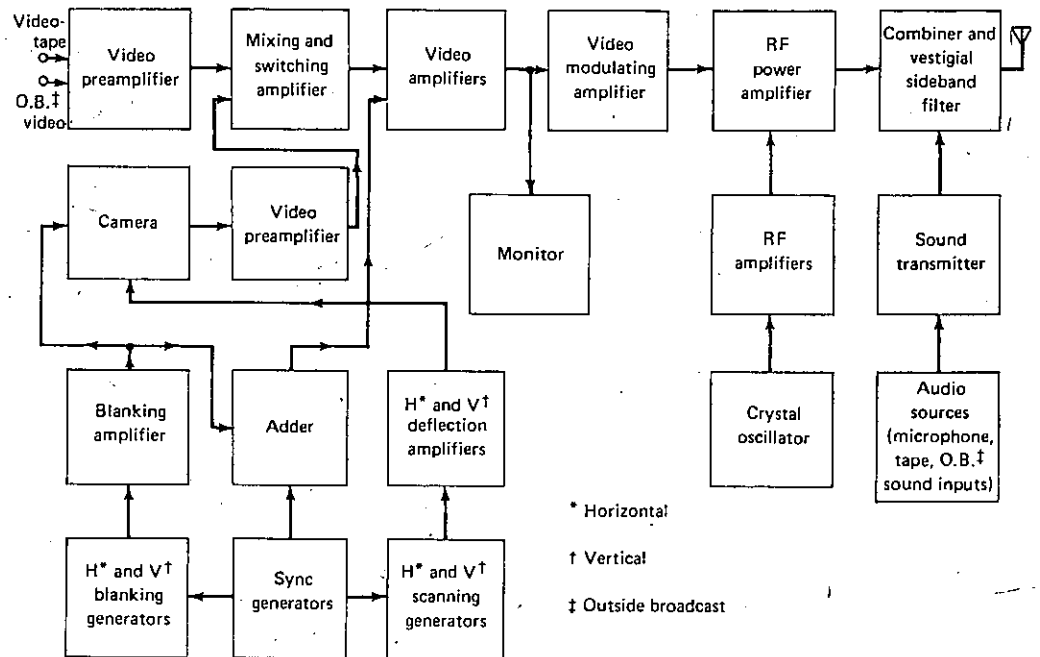 Video-
tape
O.B.‡
video
Video
preamplifier
Mixing and
switching
amplifier
Video
amplifiers
Video
modulating
amplifier
RF
power
amplifier
Combiner and
vestigial
sideband
filter
Camera
Video
preamplifier
Monitor
RF
amplifiers
Sound
transmitter
Blanking
amplifier
Adder
H* and V†
deflection
amplifiers
Crystal
oscillator
Audio
sources
(microphone,
tape, O.B.‡
sound inputs)
H* and V†
blanking
generators
Sync
generators
H* and V†
scanning
generators
* Horizontal
† Vertical
‡ Outside broadcast